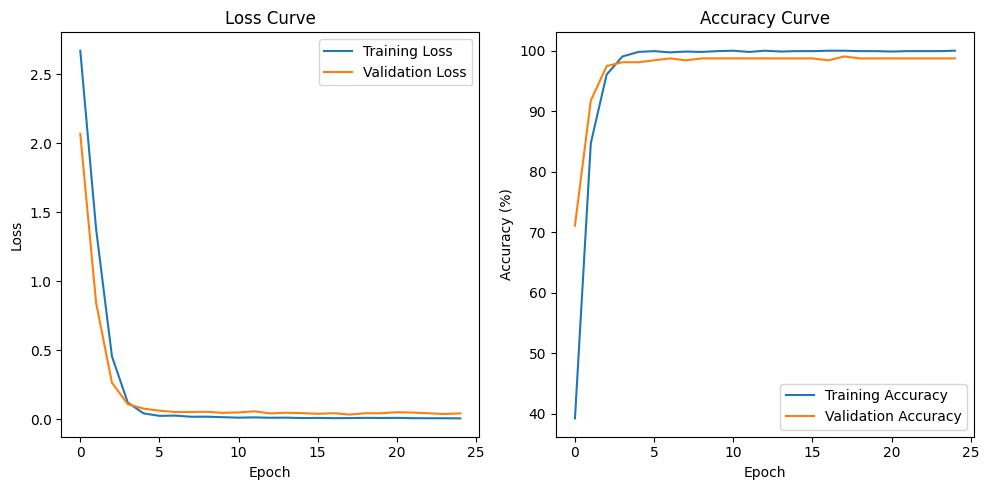 Loss Curve
Training Loss
Validation Loss
2.5
2.0
1.5
1.0
0.5
0.0
Loss
0
5
10
15
20
25
Epoch
Accuracy Curve
100
90
80
70
60
50
40
Accuracy (%)
Training Accuracy
Validation Accuracy
0
5
10
15
20
25
Epoch